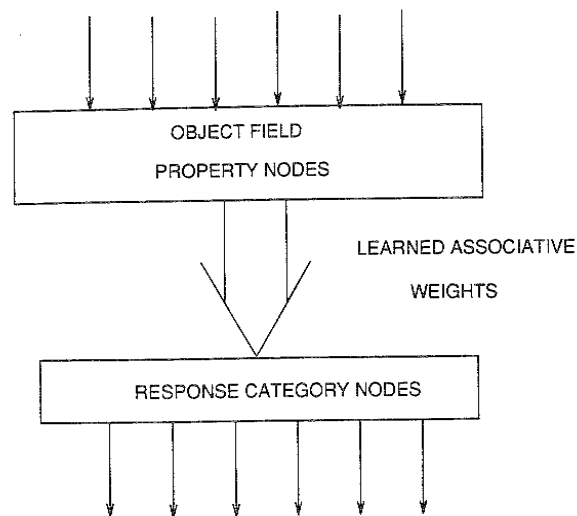 OBJECT FIELD
PROPERTY NODES
LEARNED ASSOCIATIVE
WEIGHTS
RESPONSE CATEGORY NODES